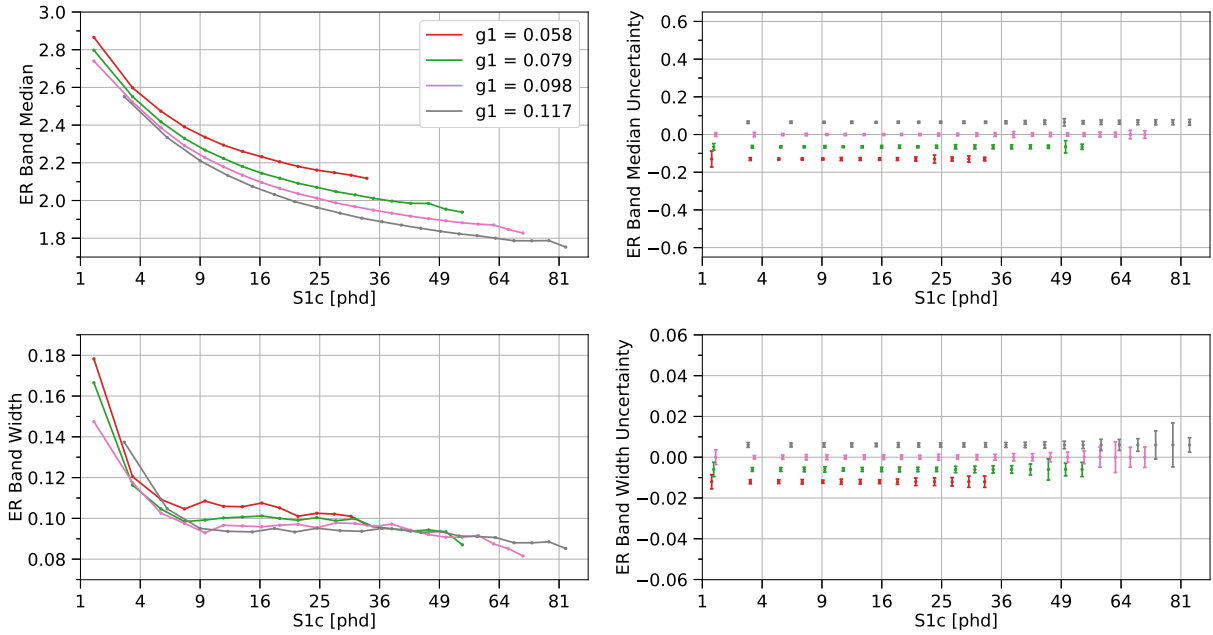 ER Band Median
3.0
2.8
2.6
2.4
2.2
2.0
1.8
g1 = 0.058
g1 = 0.079
g1 = 0.098
g1 = 0.117
1 4 9 16 25 36 49 64 81
S1c [phd]
ER Band Median Uncertainty
0.6
0.4
0.2
0.0
−0.2
−0.4
−0.6
1 4 9 16 25 36 49 64 81
S1c [phd]
ER Band Width
0.18
0.16
0.14
0.12
0.10
0.08
1 4 9 16 25 36 49 64 81
S1c [phd]
ER Band Width Uncertainty
0.06
0.04
0.02
0.00
−0.02
−0.04
−0.06
1 4 9 16 25 36 49 64 81
S1c [phd]